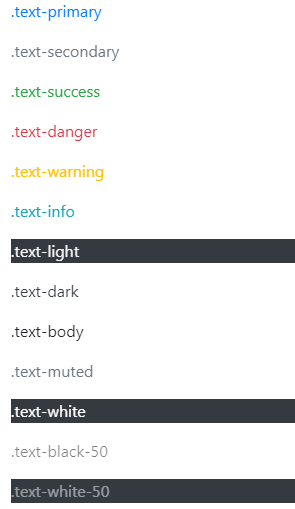 .text-primary
.text-secondary
.text-success
.text-danger
.text-warning
.text-info
.text-light
.text-dark
.text-body
.text-muted
.text-white
.text-black-50
.text-white-50